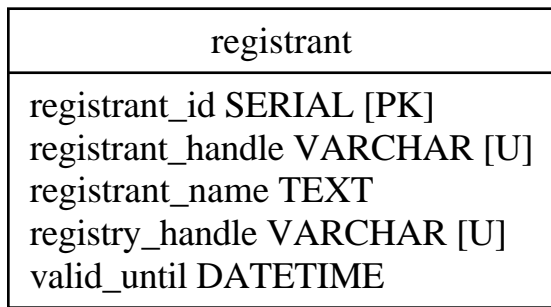 registrant
registrant_id SERIAL [PK]
registrant_handle VARCHAR [U]
registrant_name TEXT
registry_handle VARCHAR [U]
valid_until DATETIME